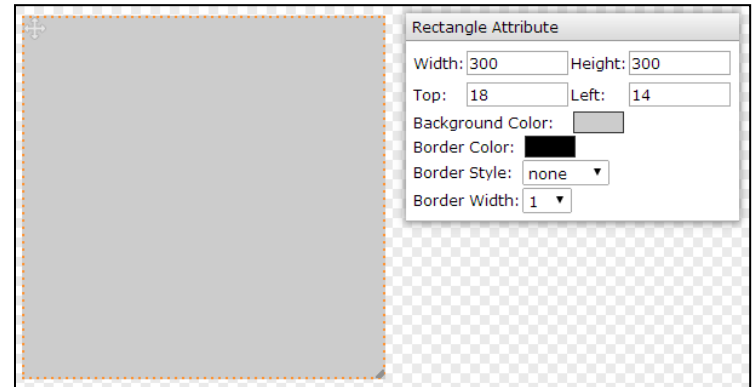 Rectangle Attribute
Width: 300 Height: 300
Top: 18 Left: 14
Background Color:
Border Color:
Border Style: none
Border Width: 1